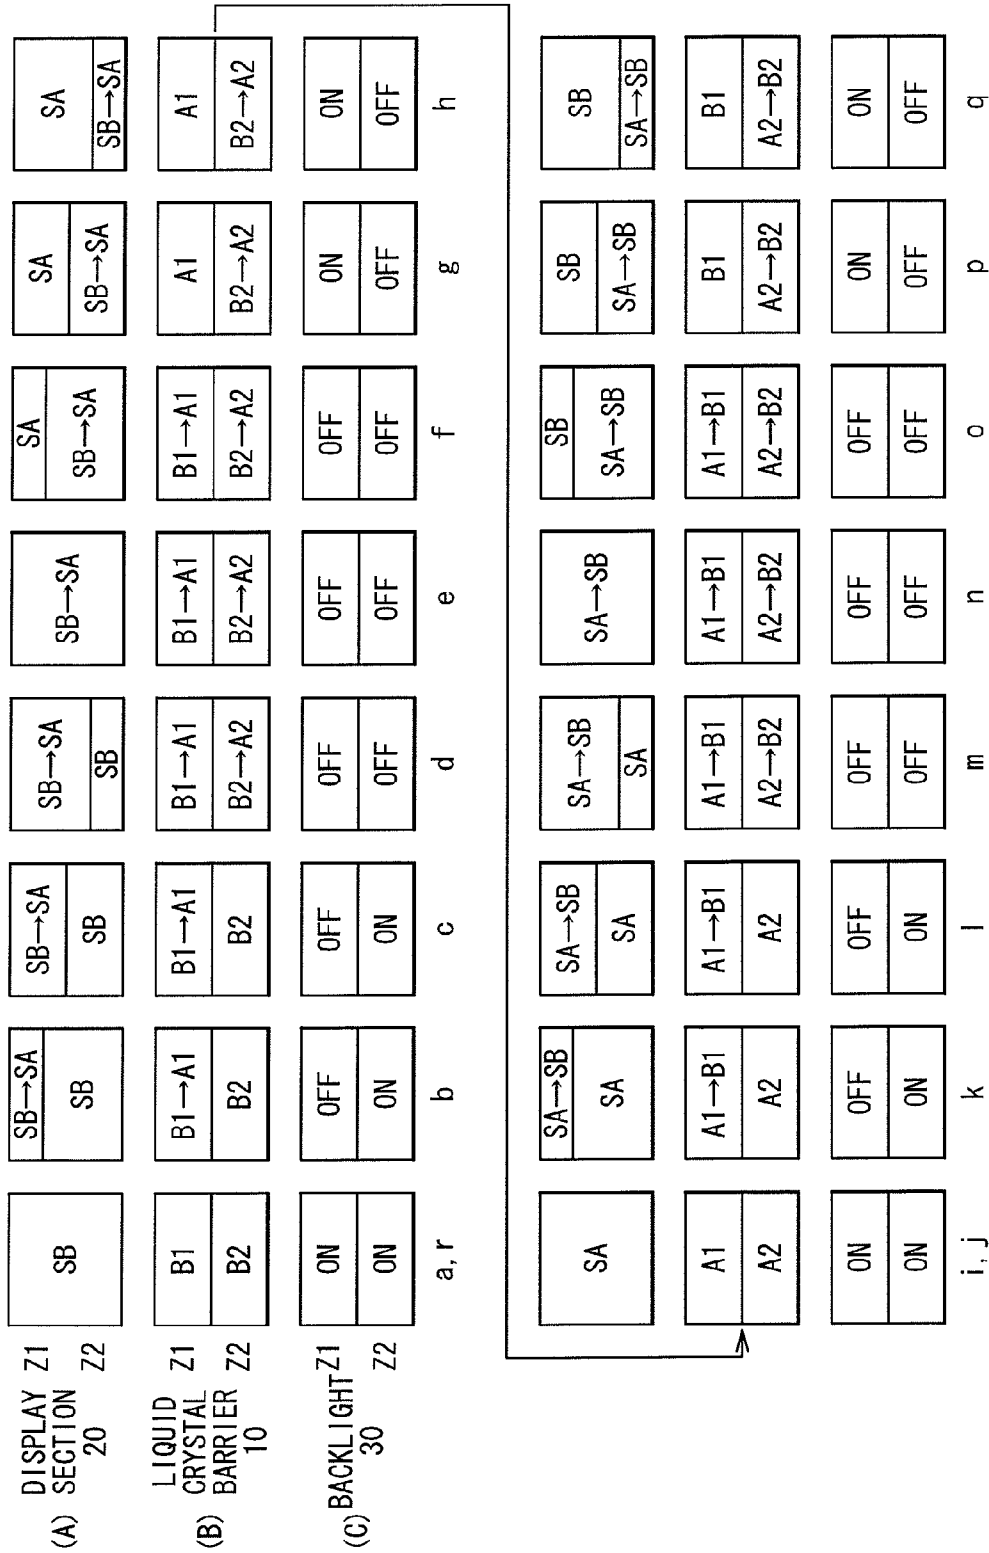 (A) DISPLAY SECTION 20
Z1
Z2
SB
SB→SA
SB
SB→SA
SB
SB→SA
SB
SB→SA
SA
SB→SA
SA
SB→SA
SA
SB→SA
(B) LIQUID CRYSTAL BARRIER 10
Z1
Z2
B1
B2
B1→A1
B2
B1→A1
B2
B1→A1
B2→A2
B1→A1
B2→A2
B1→A1
B2→A2
A1
B2→A2
A1
B2→A2
(C) BACKLIGHT 30
Z1
Z2
ON
ON
OFF
ON
OFF
ON
OFF
OFF
OFF
OFF
OFF
OFF
ON
OFF
ON
OFF
a, r
b
c
d
e
f
g
h
SA
SA→SB
SA
SA→SB
SA
SA→SB
SA
SA→SB
SB
SA→SB
SB
SA→SB
SB
SA→SB
A1
A2
A1→B1
A2
A1→B1
A2
A1→B1
A2→B2
A1→B1
A2→B2
A1→B1
A2→B2
B1
A2→B2
B1
A2→B2
ON
ON
OFF
ON
OFF
ON
OFF
OFF
OFF
OFF
OFF
OFF
ON
OFF
ON
OFF
i, j
k
l
m
n
o
p
q